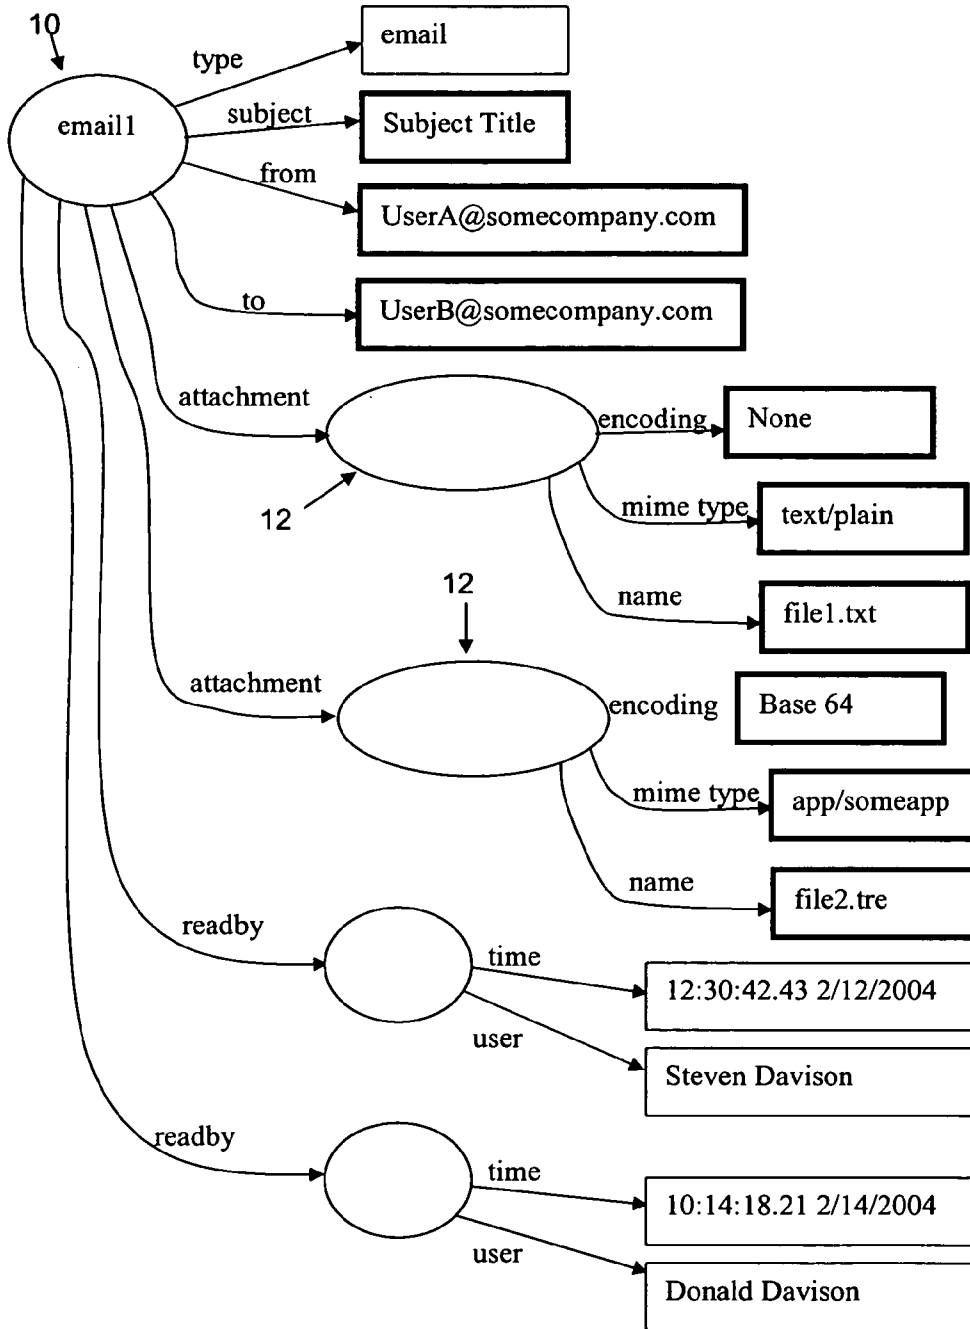 10
email
type
email1
subject
Subject Title
from
UserA@somecompany.com
to
UserB@somecompany.com
attachment
encoding
None
12
mime type
text/plain
name
file1.txt
12
attachment
encoding
Base 64
mime type
app/someapp
name
file2.tre
readby
time
12:30:42.43 2/12/2004
user
Steven Davison
readby
time
10:14:18.21 2/14/2004
user
Donald Davison